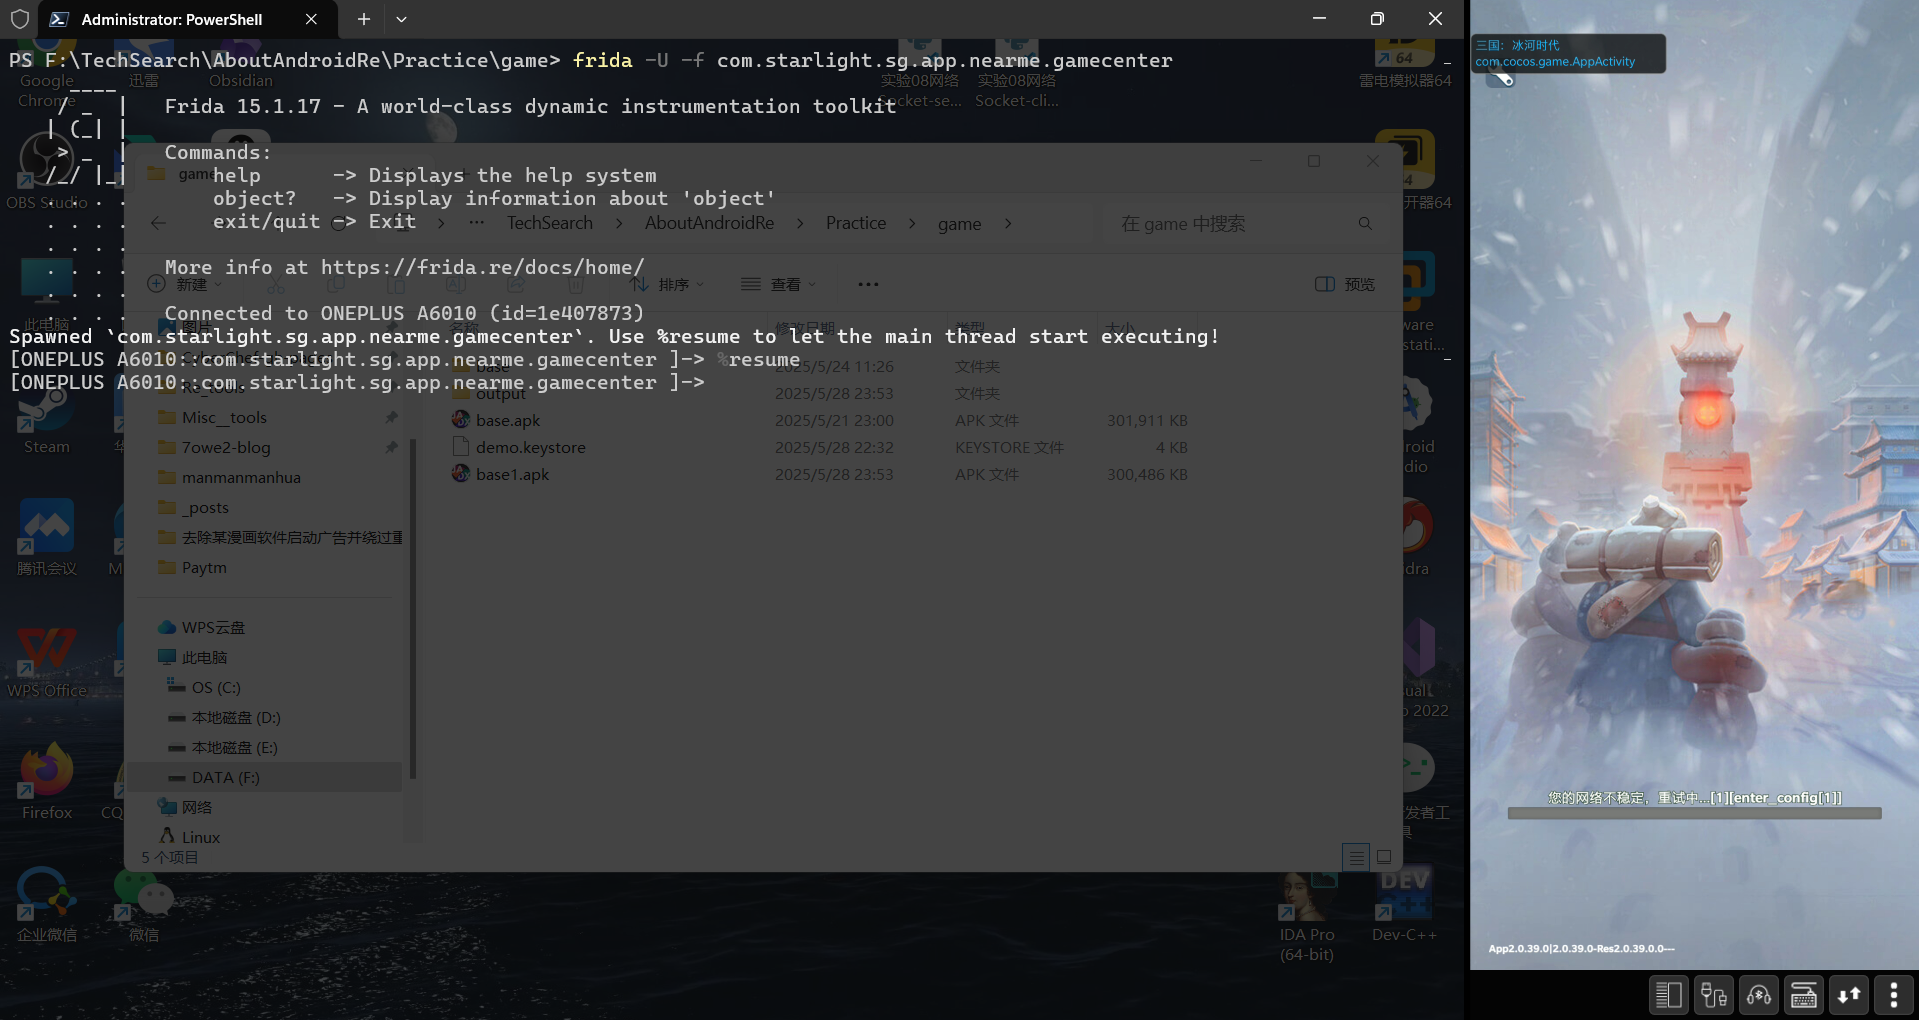 Administrator: PowerShell
PS F:\TechSearch\AboutAndroidRe\Practice\game> frida -U -f com.starlight.sg.app.nearme.gamecenter
Frida 15.1.17 - A world-class dynamic instrumentation toolkit
Commands:
help -> Displays the help system
object? -> Display information about 'object'
exit/quit -> Exit
More info at https://frida.re/docs/home/
Connected to ONEPLUS A6010 (id=1e407873)
Spawned `com.starlight.sg.app.nearme.gamecenter`. Use %resume to let the main thread start executing!
[ONEPLUS A6010::com.starlight.sg.app.nearme.gamecenter ]-> %resume
[ONEPLUS A6010::com.starlight.sg.app.nearme.gamecenter ]->
Google Chrome
迅雷
Obsidian
实验08网络 Socket-se...
实验08网络 Socket-cli...
雷电模拟器64
OBS Studio
开器64
此电脑
Steam
腾讯会议
WPS Office
Firefox
企业微信
微信
IDA Pro (64-bit)
Dev-C++
game
TechSearch > AboutAndroidRe > Practice > game >
在 game 中搜索
新建
排序
查看
预览
名称 修改日期 类型 大小
base 2025/5/24 11:26 文件夹
output 2025/5/28 23:53 文件夹
base.apk 2025/5/21 23:00 APK 文件 301,911 KB
demo.keystore 2025/5/28 22:32 KEYSTORE 文件 4 KB
base1.apk 2025/5/28 23:53 APK 文件 300,486 KB
图片
Re_tools
Misc__tools
7owe2-blog
manmanmanhua
_posts
去除某漫画软件启动广告并绕过重
Paytm
WPS云盘
此电脑
OS (C:)
本地磁盘 (D:)
本地磁盘 (E:)
DATA (F:)
网络
Linux
5 个项目
三国：冰河时代
com.cocos.game.AppActivity
您的网络不稳定，重试中...[1][enter_config[1]]
App2.0.39.0|2.0.39.0-Res2.0.39.0.0---